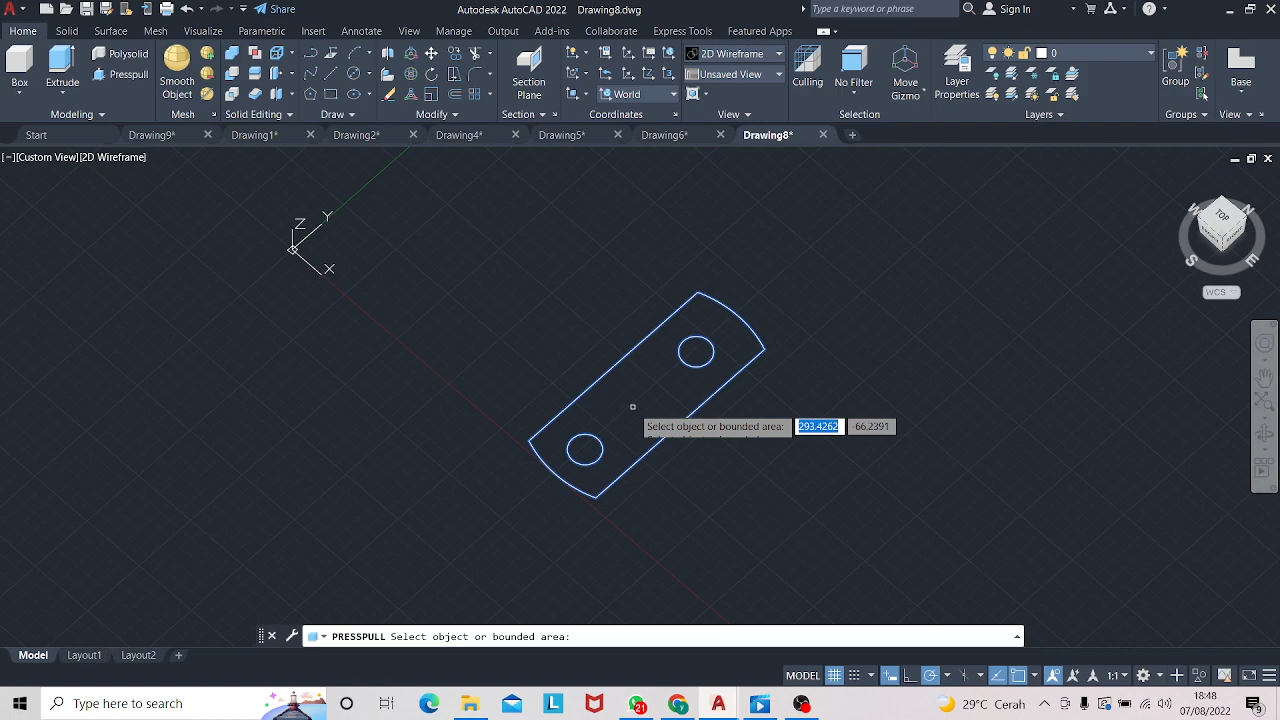 Share
Autodesk AutoCAD 2022 Drawing8.dwg
Type a keyword or phrase
Sign In
Home Solid Surface Mesh Visualize Parametric Insert Annotate View Manage Output Add-ins Collaborate Express Tools Featured Apps
Box
Extrude
Polysolid
Presspull
Smooth
Object
Section
Plane
2D Wireframe
Unsaved View
World
Culling
No Filter
Move
Gizmo
Layer
Properties
0
Group
Base
Modeling
Mesh
Solid Editing
Draw
Modify
Section
Coordinates
View
Selection
Layers
Groups
View
Start
Drawing9*
Drawing1*
Drawing2*
Drawing4*
Drawing5*
Drawing6*
Drawing8*
[−][Custom View][2D Wireframe]
Z
Y
X
TOP
W
N
S
E
WCS
Select object or bounded area:
293.4262
-66.2391
PRESSPULL Select object or bounded area:
Model
Layout1
Layout2
MODEL
1:1
Type here to search
L
21
A
29°C Cerah
18:48
07/08/2022